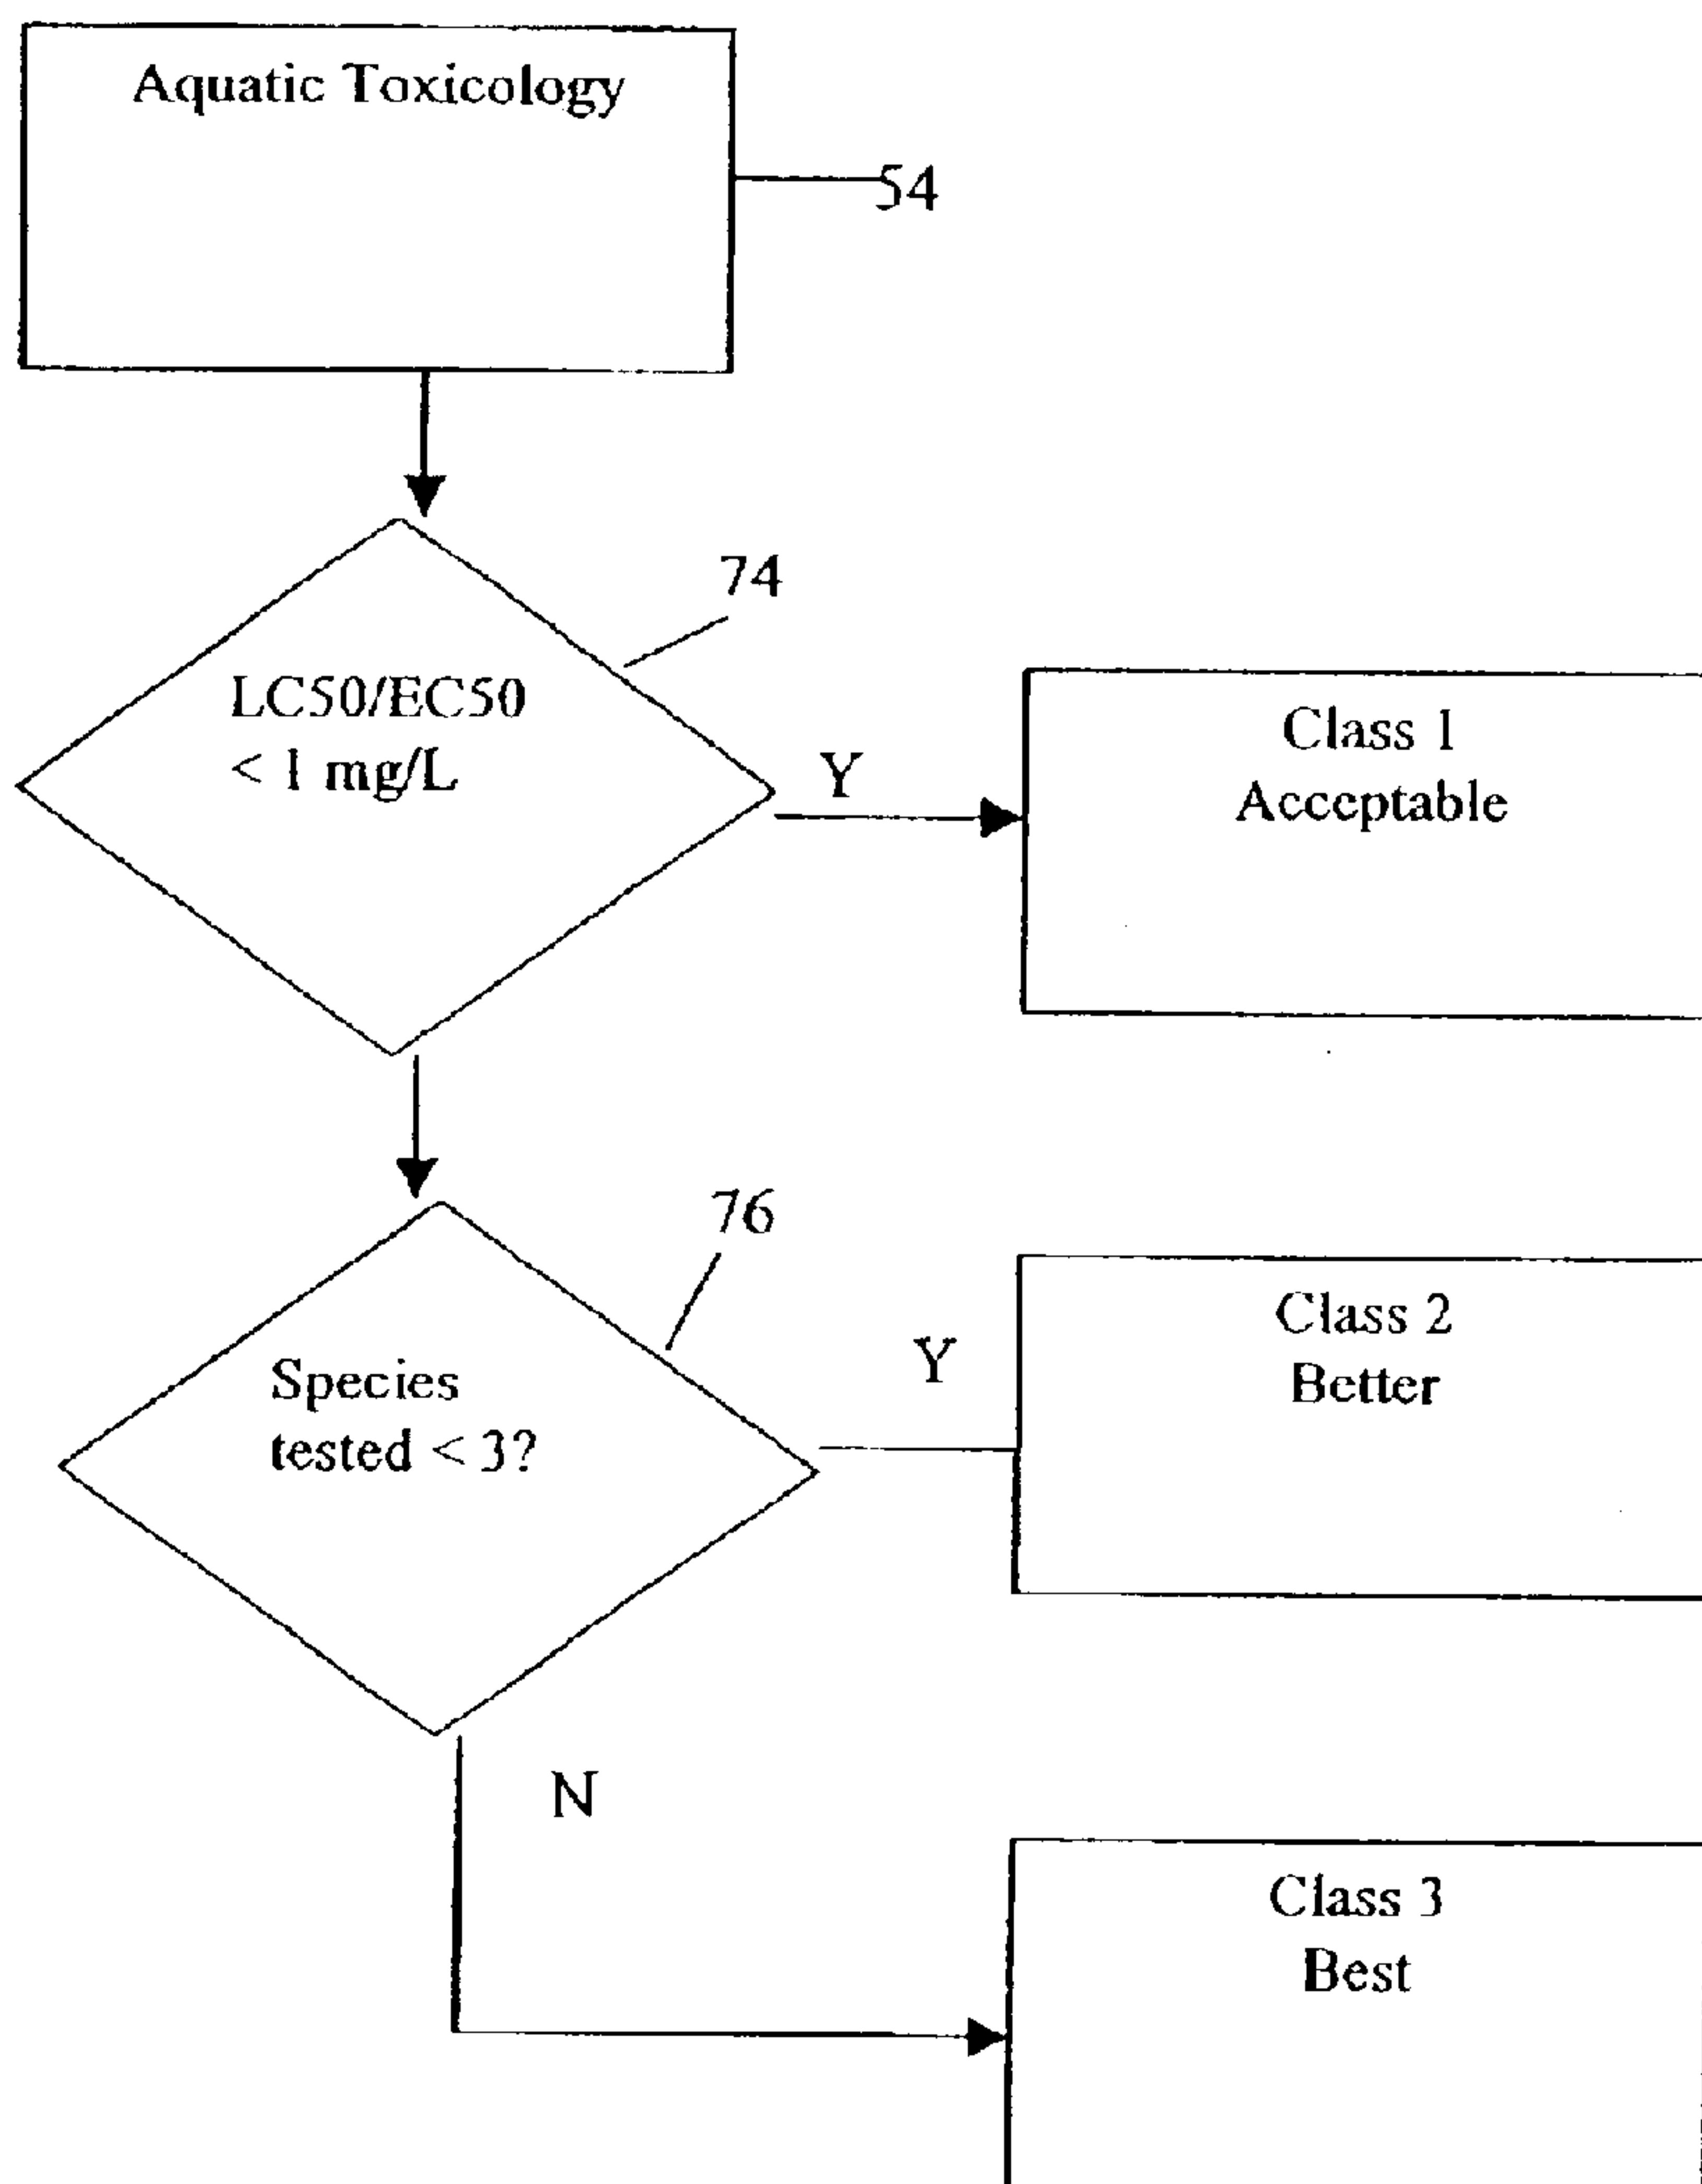 Aquatic Toxicology
54
74
LC50/EC50
< 1 mg/L
Y
Class 1
Acceptable
76
Species
tested < 3?
Y
Class 2
Better
N
Class 3
Best